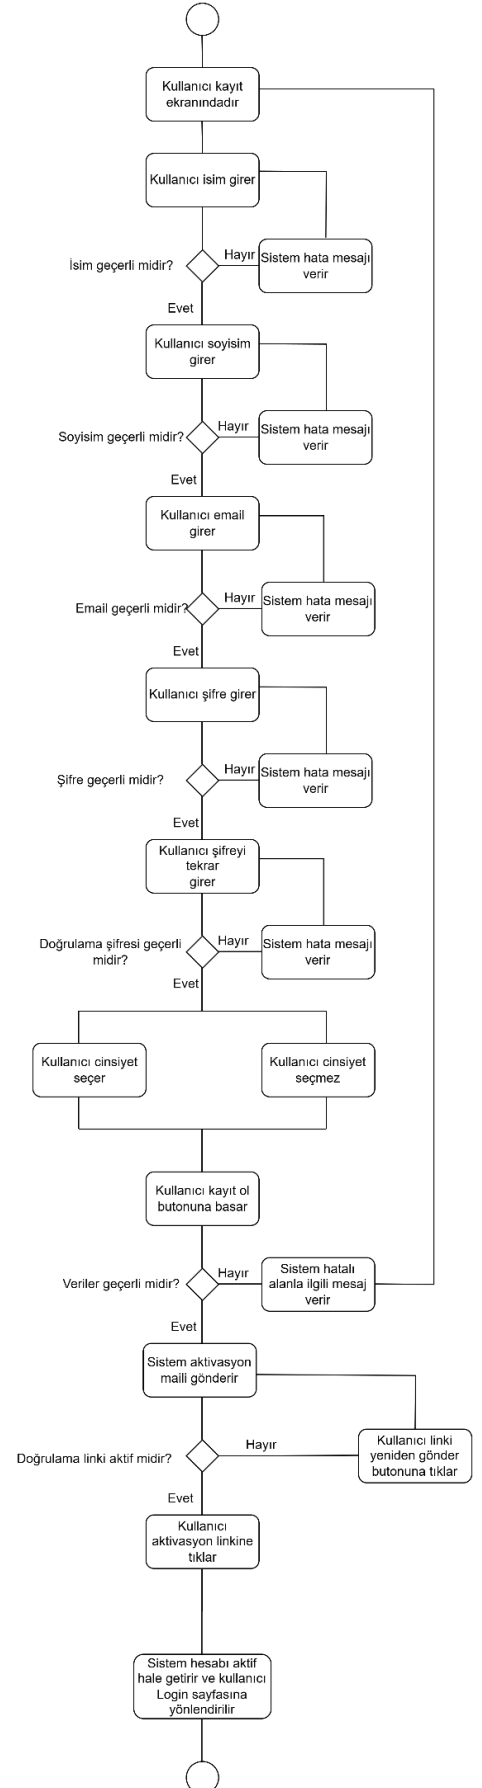 Kullanıcı kayıt
ekranındadır
Kullanıcı isim girer
İsim geçerli midir?
Hayır
Sistem hata mesajı
verir
Evet
Kullanıcı soyisim
girer
Soyisim geçerli midir?
Hayır
Sistem hata mesajı
verir
Evet
Kullanıcı email
girer
Email geçerli midir?
Hayır
Sistem hata mesajı
verir
Evet
Kullanıcı şifre girer
Şifre geçerli midir?
Hayır
Sistem hata mesajı
verir
Evet
Kullanıcı şifreyi
tekrar
girer
Doğrulama şifresi geçerli
midir?
Hayır
Sistem hata mesajı
verir
Evet
Kullanıcı cinsiyet
seçer
Kullanıcı cinsiyet
seçmez
Kullanıcı kayıt ol
butonuna basar
Veriler geçerli midir?
Hayır
Sistem hatalı
alanla ilgili mesaj
verir
Evet
Sistem aktivasyon
maili gönderir
Doğrulama linki aktif midir?
Hayır
Kullanıcı linki
yeniden gönder
butonuna tıklar
Evet
Kullanıcı
aktivasyon linkine
tıklar
Sistem hesabı aktif
hale getirir ve kullanıcı
Login sayfasına
yönlendirilir